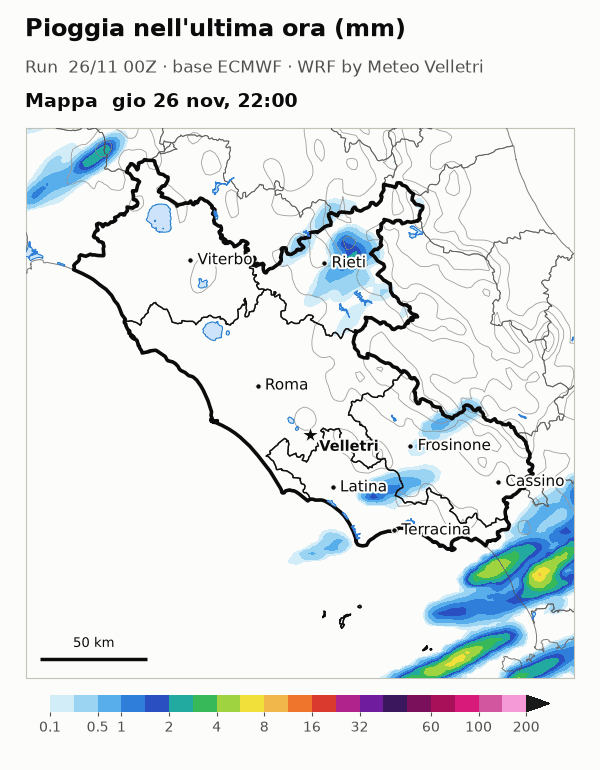 Pioggia nell'ultima ora (mm)
Run  26/11 00Z · base ECMWF · WRF by Meteo Velletri
Mappa  gio 26 nov, 22:00
Viterbo
Rieti
Roma
Velletri
Frosinone
Latina
Cassino
Terracina
50 km
0.1 0.5 1 2 4 8 16 32 60 100 200